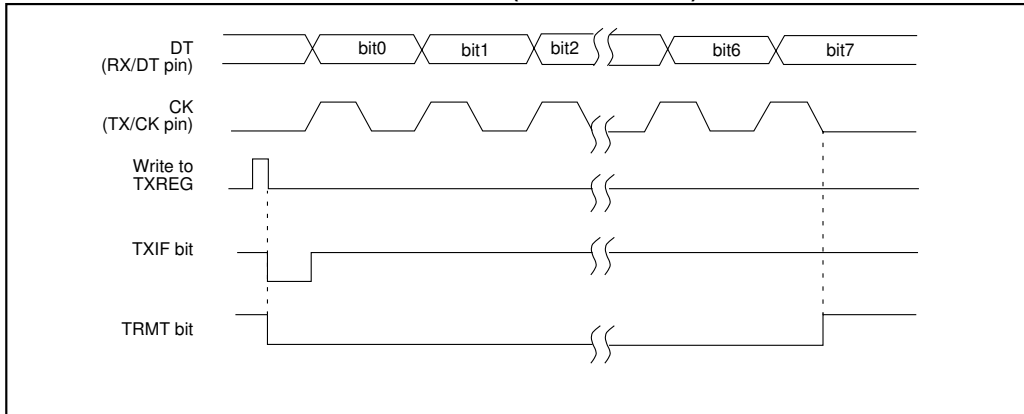 DT
(RX/DT pin)
bit0
bit1
bit2
bit6
bit7
CK
(TX/CK pin)
Write to
TXREG
TXIF bit
TRMT bit